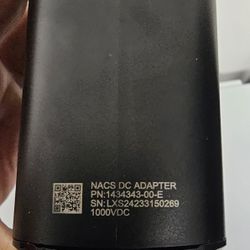 NACS DC ADAPTER
PN:1434343-00-E
SN:LXS24233150269
1000VDC